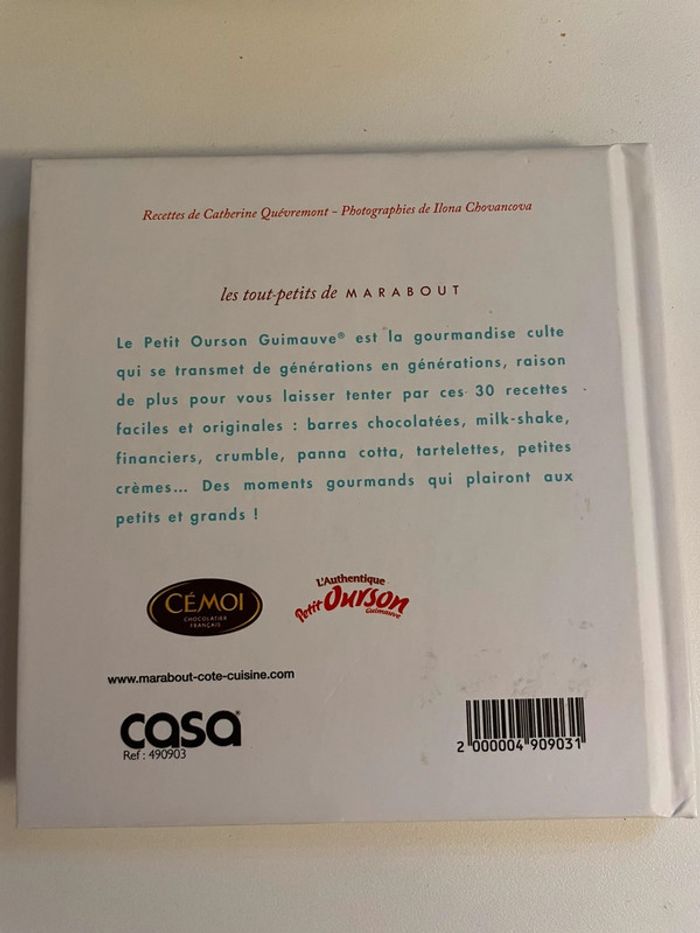 Recettes de Catherine Quévremont – Photographies de Ilona Chovancova
les tout-petits de MARABOUT
Le Petit Ourson Guimauve® est la gourmandise culte
qui se transmet de générations en générations, raison
de plus pour vous laisser tenter par ces 30 recettes
faciles et originales : barres chocolatées, milk-shake,
financiers, crumble, panna cotta, tartelettes, petites
crèmes... Des moments gourmands qui plairont aux
petits et grands !
CÉMOI
CHOCOLATIER
FRANÇAIS
L'Authentique
Petit Ourson
Guimauve
www.marabout-cote-cuisine.com
casa®
Ref : 490903
2 000004 909031